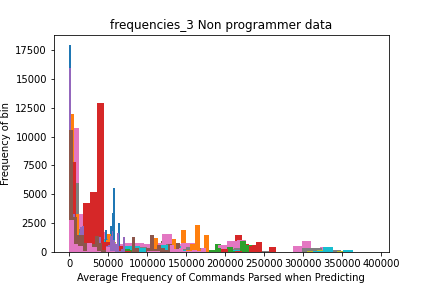 frequencies_3 Non programmer data
Frequency of bin
17500
15000
12500
10000
7500
5000
2500
0
0 50000 100000 150000 200000 250000 300000 350000 400000
Average Frequency of Commands Parsed when Predicting